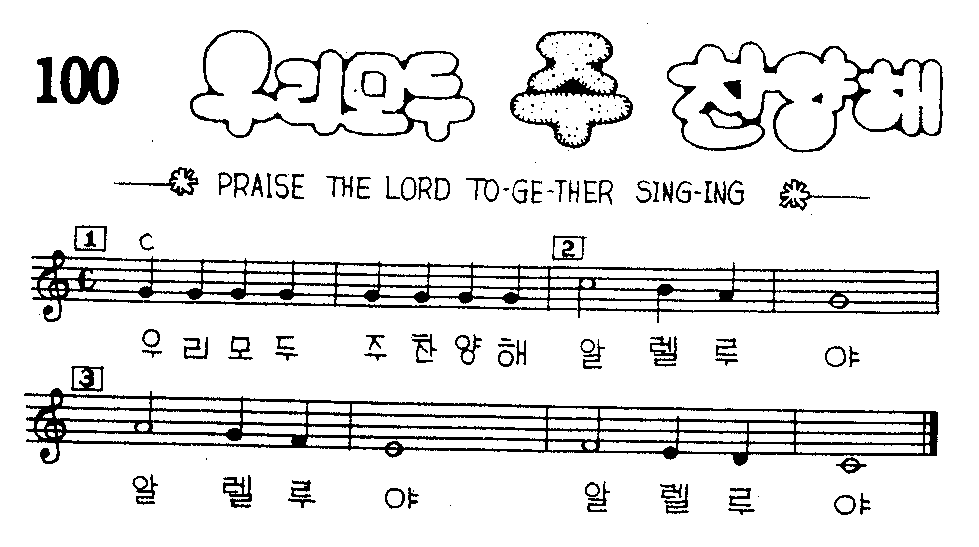 100 우리모두 주 찬양해
PRAISE THE LORD TO-GE-THER SING-ING
1 C 2
우 리 모 두 주 찬 양 해 알 렐 루 야
3
알 렐 루 야 알 렐 루 야